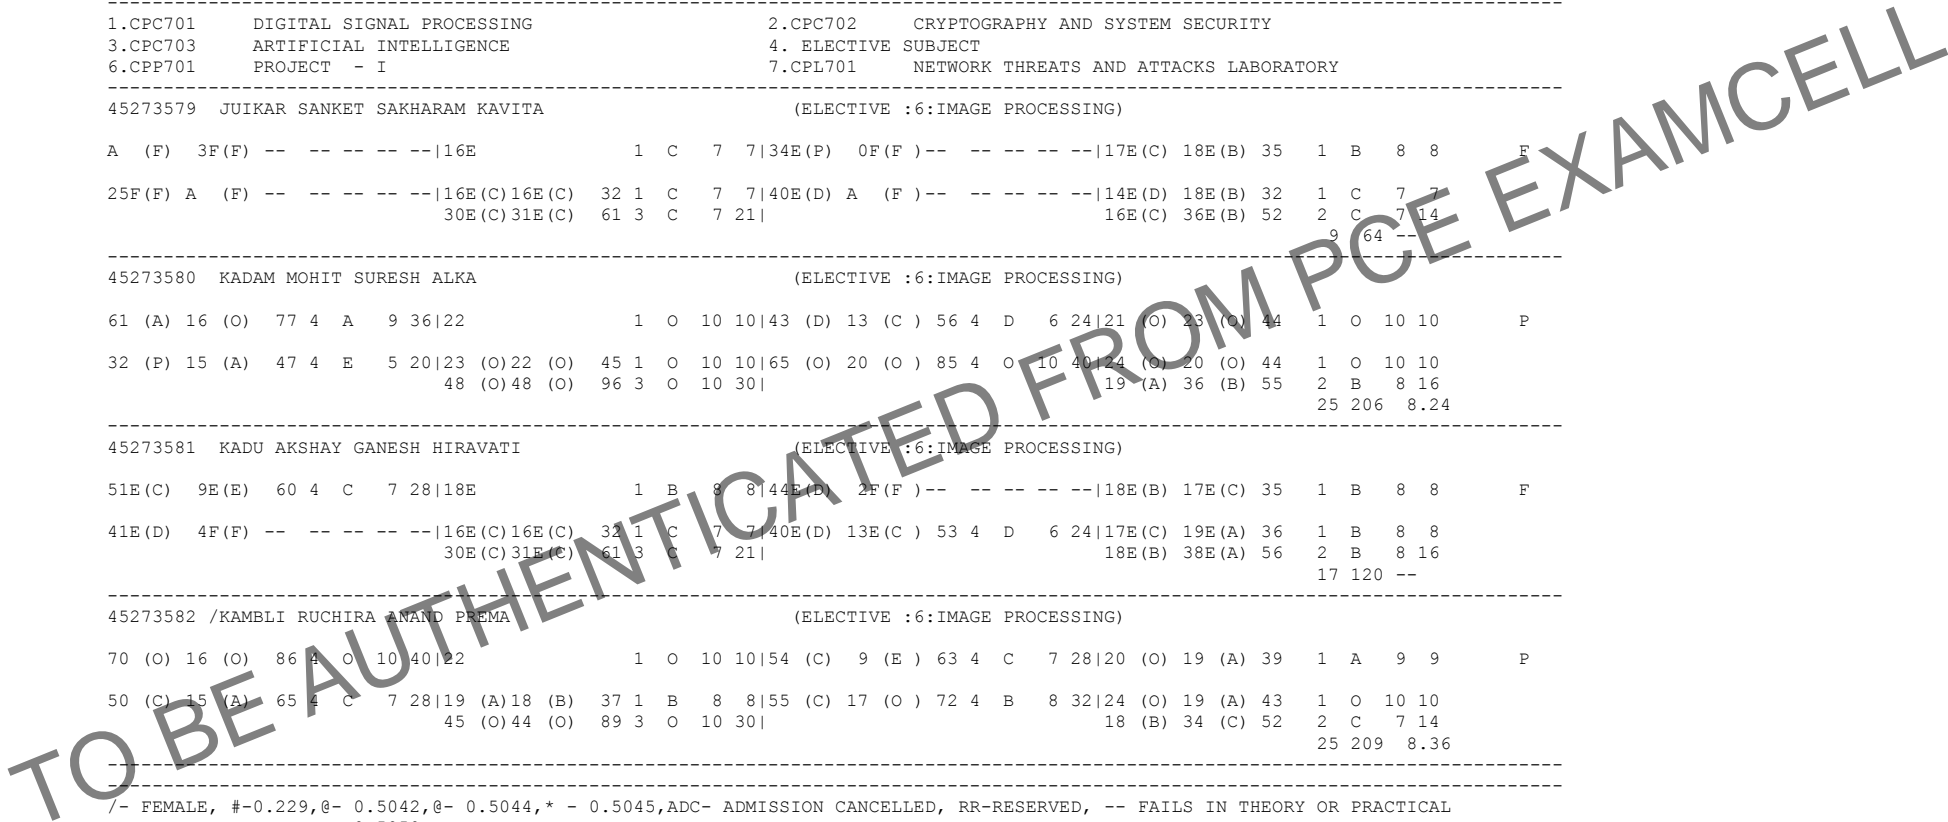 1.CPC701 DIGITAL SIGNAL PROCESSING 2.CPC702 CRYPTOGRAPHY AND SYSTEM SECURITY
3.CPC703 ARTIFICIAL INTELLIGENCE 4. ELECTIVE SUBJECT
6.CPP701 PROJECT - I 7.CPL701 NETWORK THREATS AND ATTACKS LABORATORY
45273579 JUIKAR SANKET SAKHARAM KAVITA (ELECTIVE :6:IMAGE PROCESSING)
A (F) 3F(F) -- -- -- -- --|16E 1 C 7 7|34E(P) 0F(F )-- -- -- -- --|17E(C) 18E(B) 35 1 B 8 8 F
25F(F) A (F) -- -- -- -- --|16E(C)16E(C) 32 1 C 7 7|40E(D) A (F )-- -- -- -- --|14E(D) 18E(B) 32 1 C 7 7
30E(C)31E(C) 61 3 C 7 21| 16E(C) 36E(B) 52 2 C 7 14
9 64 --
45273580 KADAM MOHIT SURESH ALKA (ELECTIVE :6:IMAGE PROCESSING)
61 (A) 16 (O) 77 4 A 9 36|22 1 O 10 10|43 (D) 13 (C ) 56 4 D 6 24|21 (O) 23 (O) 44 1 O 10 10 P
32 (P) 15 (A) 47 4 E 5 20|23 (O)22 (O) 45 1 O 10 10|65 (O) 20 (O ) 85 4 O 10 40|24 (O) 20 (O) 44 1 O 10 10
48 (O)48 (O) 96 3 O 10 30| 19 (A) 36 (B) 55 2 B 8 16
25 206 8.24
45273581 KADU AKSHAY GANESH HIRAVATI (ELECTIVE :6:IMAGE PROCESSING)
51E(C) 9E(E) 60 4 C 7 28|18E 1 B 8 8|44E(D) 2F(F )-- -- -- -- --|18E(B) 17E(C) 35 1 B 8 8 F
41E(D) 4F(F) -- -- -- -- --|16E(C)16E(C) 32 1 C 7 7|40E(D) 13E(C ) 53 4 D 6 24|17E(C) 19E(A) 36 1 B 8 8
30E(C)31E(C) 61 3 C 7 21| 18E(B) 38E(A) 56 2 B 8 16
17 120 --
45273582 /KAMBLI RUCHIRA ANAND PREMA (ELECTIVE :6:IMAGE PROCESSING)
70 (O) 16 (O) 86 4 O 10 40|22 1 O 10 10|54 (C) 9 (E ) 63 4 C 7 28|20 (O) 19 (A) 39 1 A 9 9 P
50 (C) 15 (A) 65 4 C 7 28|19 (A)18 (B) 37 1 B 8 8|55 (C) 17 (O ) 72 4 B 8 32|24 (O) 19 (A) 43 1 O 10 10
45 (O)44 (O) 89 3 O 10 30| 18 (B) 34 (C) 52 2 C 7 14
25 209 8.36
/- FEMALE, #-0.229,@- 0.5042,@- 0.5044,* - 0.5045,ADC- ADMISSION CANCELLED, RR-RESERVED, -- FAILS IN THEORY OR PRACTICAL
TO BE AUTHENTICATED FROM PCE EXAMCELL